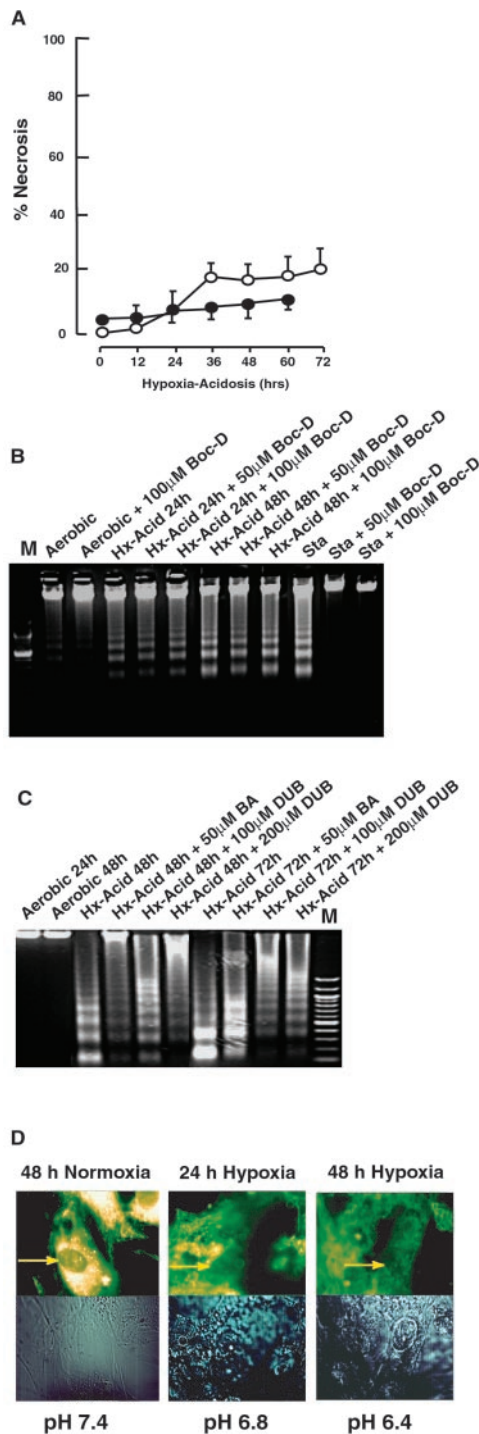 A
100
80
60
40
20
0
% Necrosis
0 12 24 36 48 60 72
Hypoxia-Acidosis (hrs)
B
M
Aerobic
Aerobic + 100μM Boc-D
Hx-Acid 24h
Hx-Acid 24h + 50μM Boc-D
Hx-Acid 24h + 100μM Boc-D
Hx-Acid 48h
Hx-Acid 48h + 50μM Boc-D
Hx-Acid 48h + 100μM Boc-D
Sta
Sta + 50μM Boc-D
Sta + 100μM Boc-D
C
Aerobic 24h
Aerobic 48h
Hx-Acid 48h
Hx-Acid 48h + 50μM BA
Hx-Acid 48h + 100μM DUB
Hx-Acid 48h + 200μM DUB
Hx-Acid 72h
Hx-Acid 72h + 50μM BA
Hx-Acid 72h + 100μM DUB
Hx-Acid 72h + 200μM DUB
M
D
48 h Normoxia 24 h Hypoxia 48 h Hypoxia
pH 7.4 pH 6.8 pH 6.4